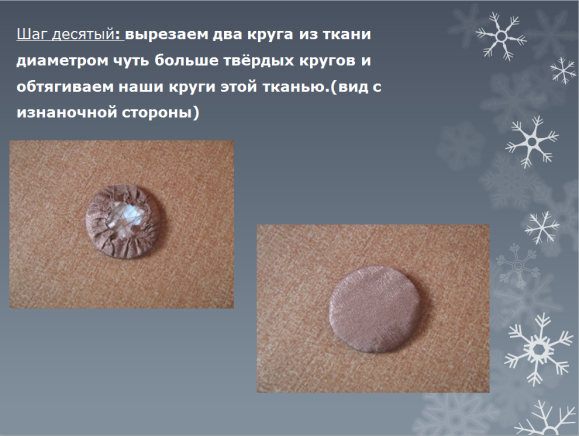 Шаг десятый: вырезаем два круга из ткани
диаметром чуть больше твёрдых кругов и
обтягиваем наши круги этой тканью.(вид с
изнаночной стороны)